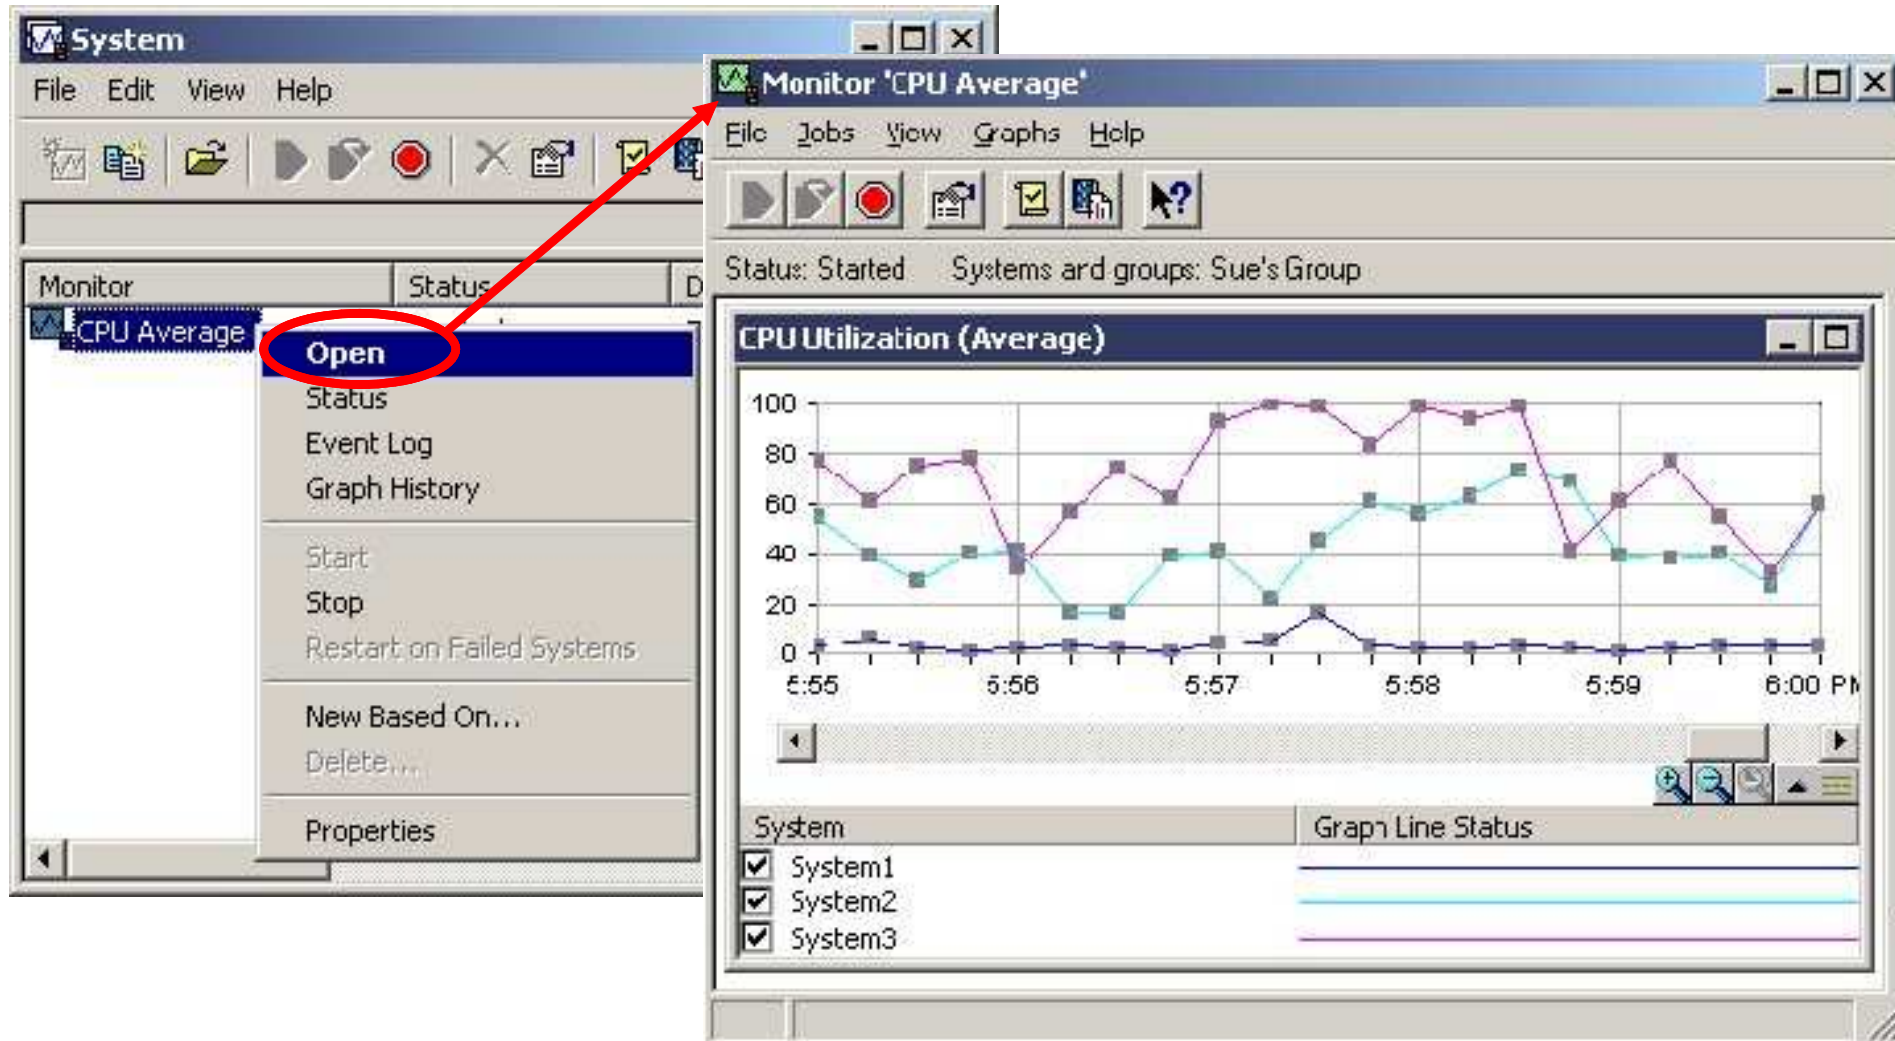 System
File Edit View Help
Monitor Status D
CPU Average
Open
Status
Event Log
Graph History
Start
Stop
Restart on Failed Systems
New Based On...
Delete...
Properties
Monitor 'CPU Average'
File Jobs View Graphs Help
Status: Started Systems and groups: Sue's Group
CPU Utilization (Average)
100
80
60
40
20
0
5:55 5:56 5:57 5:58 5:59 6:00 PM
System Graph Line Status
System1
System2
System3